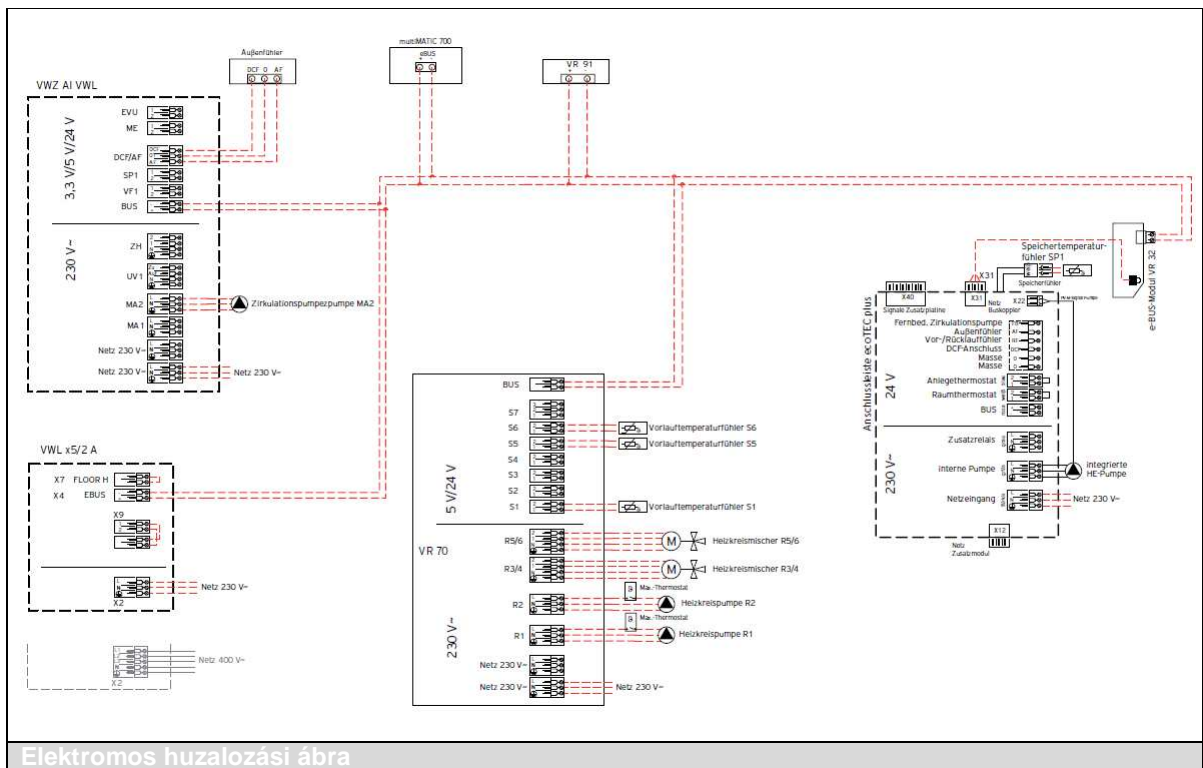 Außenfühler
DCF O AF
multiMATIC 700
eBUS
+ -
VR 91
+ -
VWZ AI VWL
3,3 V/5 V/24 V
EVU
ME
DCF/AF
SP1
VF1
BUS
230 V~
ZH
UV1
MA2
Zirkulationspumpezpumpe MA2
MA1
Netz 230 V~
Netz 230 V~
Netz 230 V~
VWL x5/2 A
X7 FLOOR H
X4 EBUS
X9
X2
Netz 230 V~
X2
Netz 400 V~
VR 70
5 V/24 V
BUS
S7
S6
Vorlauftemperaturfühler S6
S5
Vorlauftemperaturfühler S5
S4
S3
S2
S1
Vorlauftemperaturfühler S1
230 V~
R5/6
M
Heizkreismischer R5/6
R3/4
M
Heizkreismischer R3/4
Max.-Thermostat
R2
Heizkreispumpe R2
Max.-Thermostat
R1
Heizkreispumpe R1
Netz 230 V~
Netz 230 V~
Netz 230 V~
e-BUS-Modul VR 32
Speichertemperatur-
fühler SP1
Speicherfühler
X31
X40
Signale Zusatzplatine
X31
Netz
Buskoppler
X22
Anschlussleiste ecoTEC plus
24 V
Fernbed. Zirkulationspumpe
Außenfühler
Vor-/Rücklauffühler
DCF-Anschluss
Masse
Masse
Anlegethermostat
Raumthermostat
BUS
230 V~
Zusatzrelais
interne Pumpe
integrierte
HE-Pumpe
Netzeingang
Netz 230 V~
X12
Netz
Zusatzmodul
Elektromos huzalozási ábra